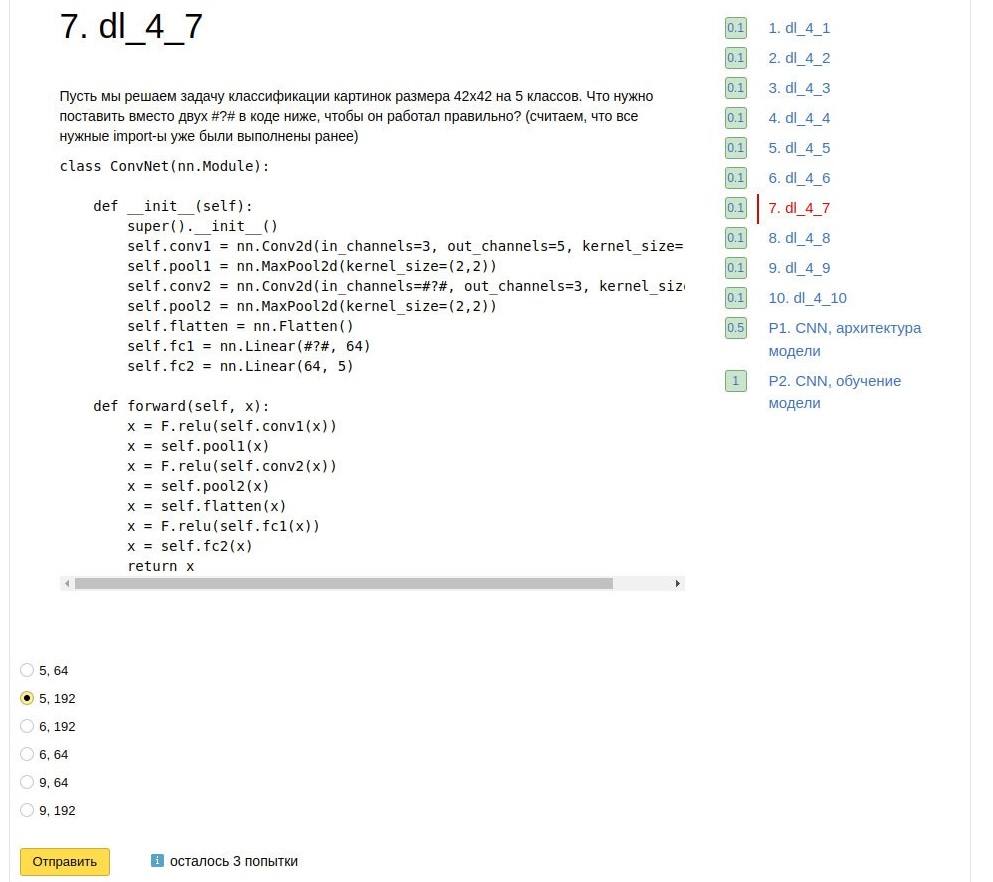 7. dl_4_7
Пусть мы решаем задачу классификации картинок размера 42x42 на 5 классов. Что нужно
поставить вместо двух #?# в коде ниже, чтобы он работал правильно? (считаем, что все
нужные import-ы уже были выполнены ранее)
class ConvNet(nn.Module):
def __init__(self):
super().__init__()
self.conv1 = nn.Conv2d(in_channels=3, out_channels=5, kernel_size=
self.pool1 = nn.MaxPool2d(kernel_size=(2,2))
self.conv2 = nn.Conv2d(in_channels=#?#, out_channels=3, kernel_size
self.pool2 = nn.MaxPool2d(kernel_size=(2,2))
self.flatten = nn.Flatten()
self.fc1 = nn.Linear(#?#, 64)
self.fc2 = nn.Linear(64, 5)
def forward(self, x):
x = F.relu(self.conv1(x))
x = self.pool1(x)
x = F.relu(self.conv2(x))
x = self.pool2(x)
x = self.flatten(x)
x = F.relu(self.fc1(x))
x = self.fc2(x)
return x
5, 64
5, 192
6, 192
6, 64
9, 64
9, 192
Отправить
i осталось 3 попытки
0.1 1. dl_4_1
0.1 2. dl_4_2
0.1 3. dl_4_3
0.1 4. dl_4_4
0.1 5. dl_4_5
0.1 6. dl_4_6
0.1 7. dl_4_7
0.1 8. dl_4_8
0.1 9. dl_4_9
0.1 10. dl_4_10
0.5 P1. CNN, архитектура
модели
1 P2. CNN, обучение
модели